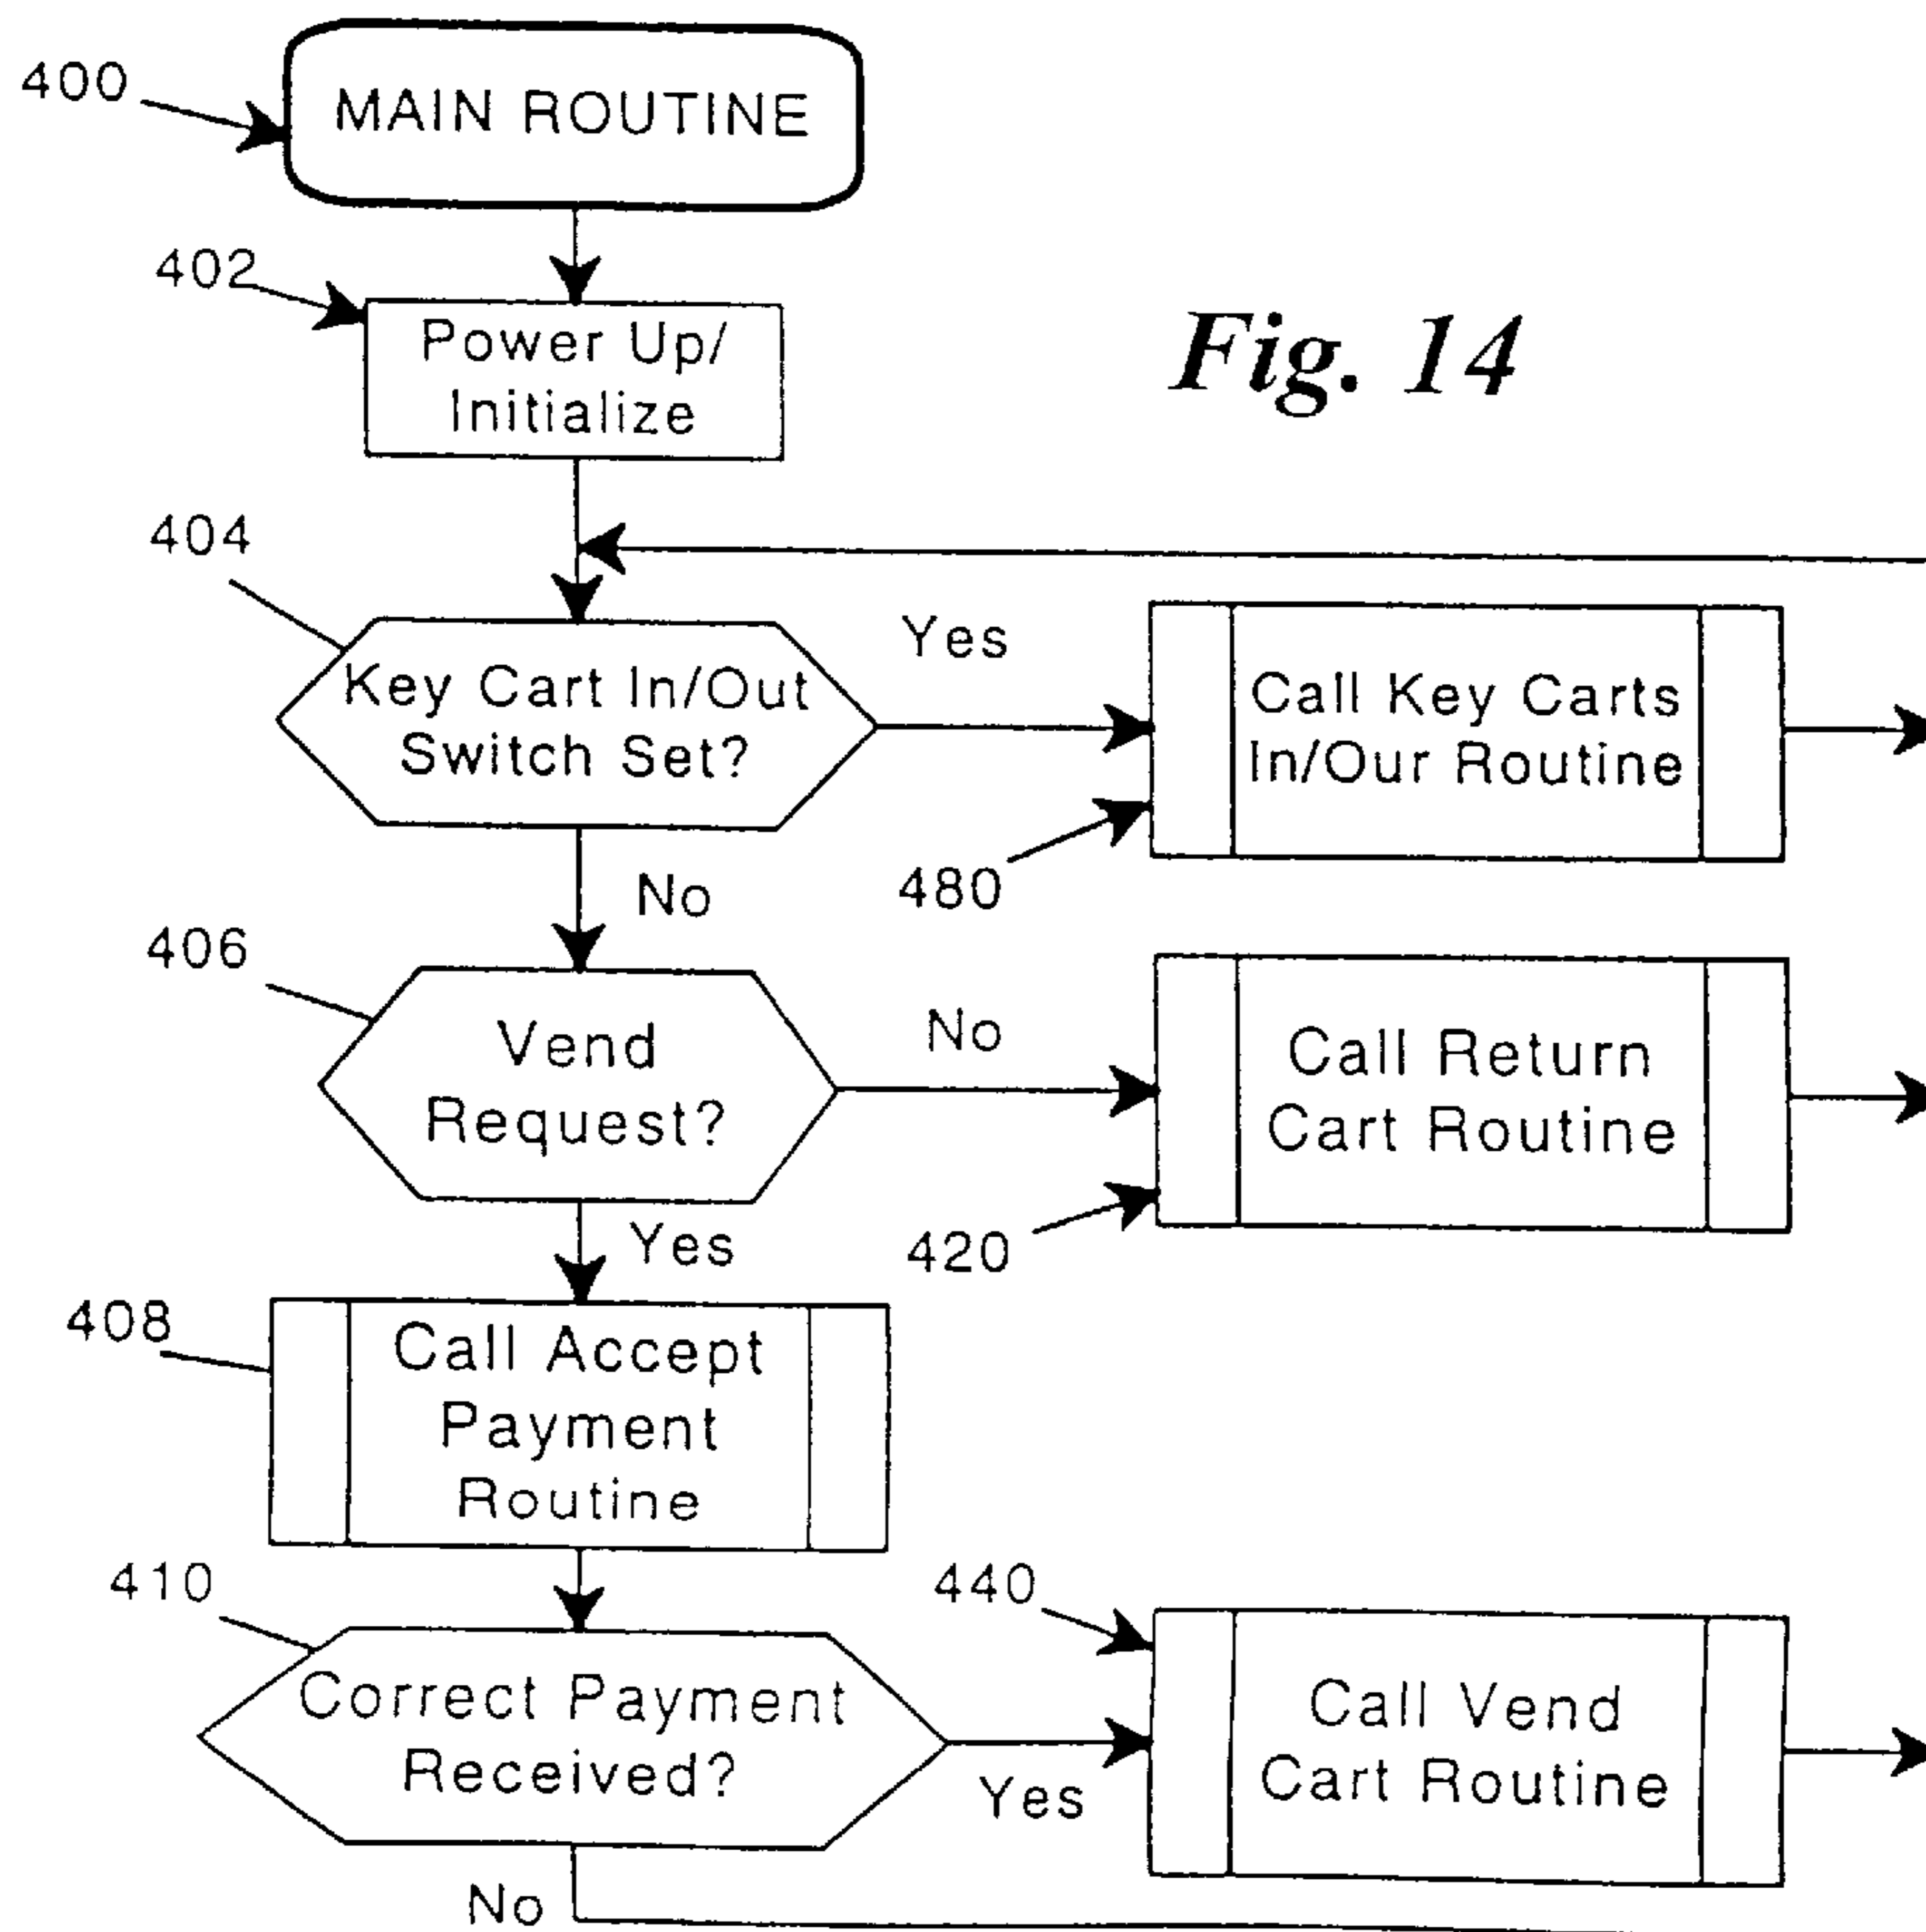 400
MAIN ROUTINE
402
Power Up/
Initialize
Fig. 14
404
Key Cart In/Out
Switch Set?
Yes
Call Key Carts
In/Our Routine
480
No
406
Vend
Request?
No
Call Return
Cart Routine
420
Yes
408
Call Accept
Payment
Routine
410
Correct Payment
Received?
Yes
440
Call Vend
Cart Routine
No